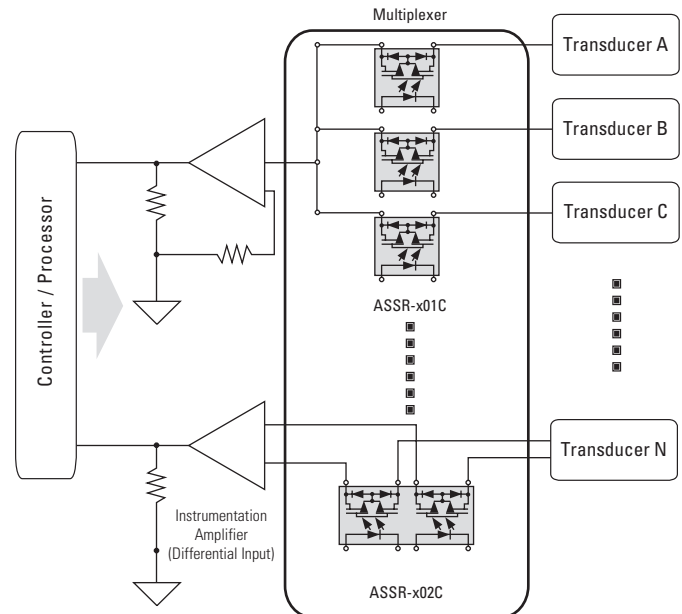 Multiplexer
Transducer A
Transducer B
Transducer C
Controller / Processor
ASSR-x01C
Transducer N
Instrumentation
Amplifier
(Differential Input)
ASSR-x02C